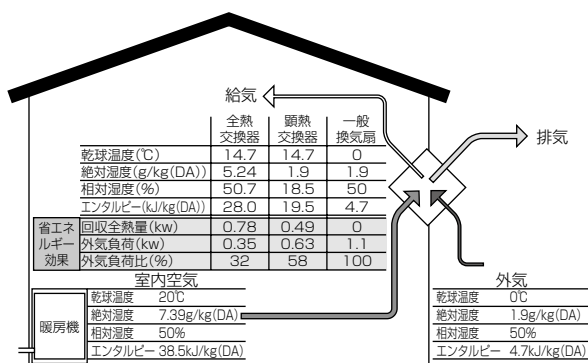 給気
排気
全熱交換器 顕熱交換器 一般換気扇
乾球温度(℃) 14.7 14.7 0
絶対湿度(g/kg(DA)) 5.24 1.9 1.9
相対湿度(%) 50.7 18.5 50
エンタルピー(kJ/kg(DA)) 28.0 19.5 4.7
省エネルギー効果
回収全熱量(kw) 0.78 0.49 0
外気負荷(kw) 0.35 0.63 1.1
外気負荷比(%) 32 58 100
室内空気
暖房機
乾球温度 20℃
絶対湿度 7.39g/kg(DA)
相対湿度 50%
エンタルピー 38.5kJ/kg(DA)
外気
乾球温度 0℃
絶対湿度 1.9g/kg(DA)
相対湿度 50%
エンタルピー 4.7kJ/kg(DA)